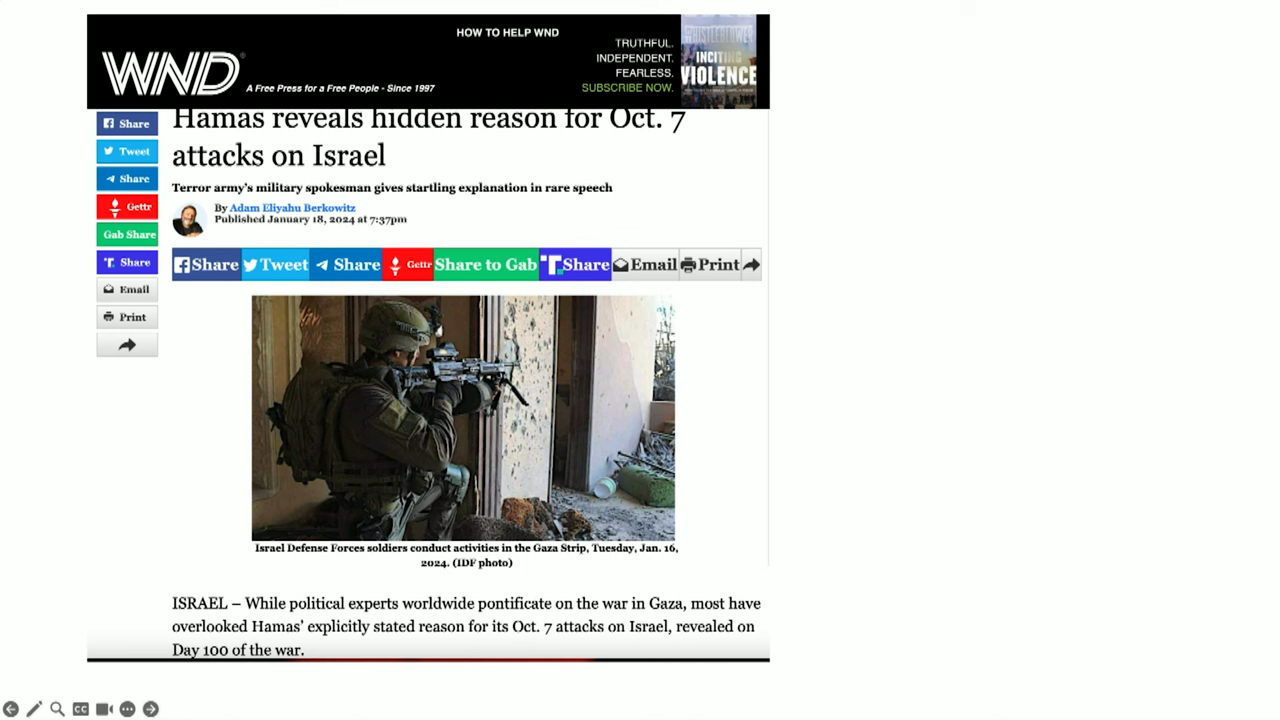 HOW TO HELP WND
WND
A Free Press for a Free People - Since 1997
TRUTHFUL.
INDEPENDENT.
FEARLESS.
SUBSCRIBE NOW.
WHISTLEBLOWER
INCITING
VIOLENCE
Share
Tweet
Share
Gettr
Gab Share
Share
Email
Print
Hamas reveals hidden reason for Oct. 7
attacks on Israel
Terror army's military spokesman gives startling explanation in rare speech
By Adam Eliyahu Berkowitz
Published January 18, 2024 at 7:37pm
Share Tweet Share Gettr Share to Gab Share Email Print
Israel Defense Forces soldiers conduct activities in the Gaza Strip, Tuesday, Jan. 16,
2024. (IDF photo)
ISRAEL – While political experts worldwide pontificate on the war in Gaza, most have
overlooked Hamas' explicitly stated reason for its Oct. 7 attacks on Israel, revealed on
Day 100 of the war.
CC